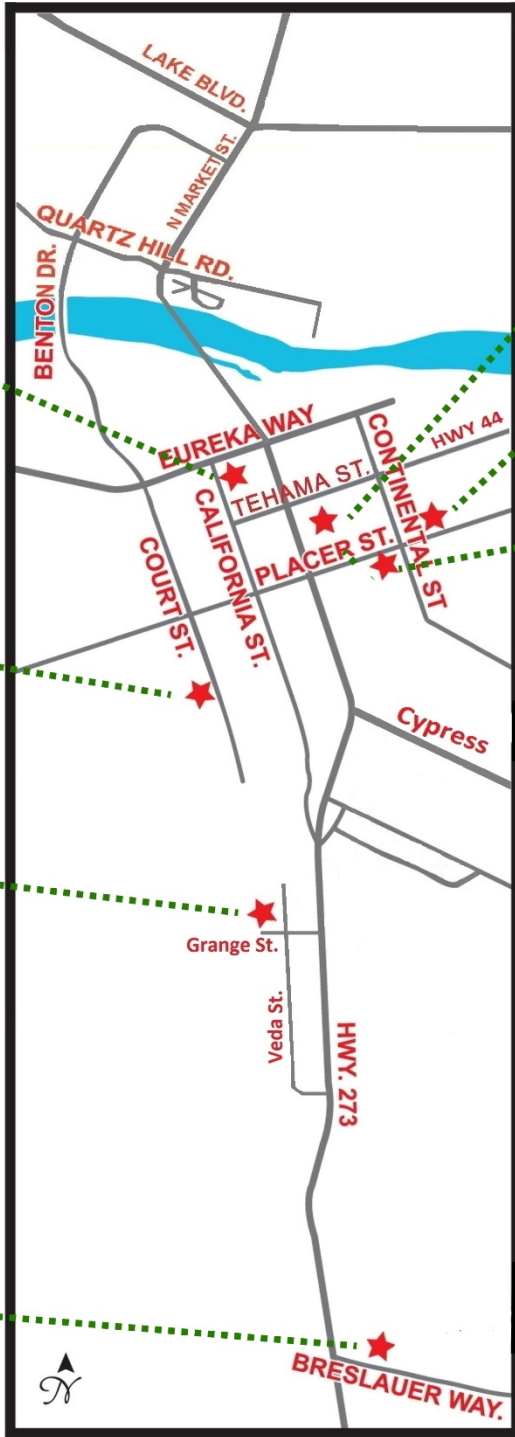 LAKE BLVD.
N MARKET ST.
QUARTZ HILL RD.
BENTON DR.
EUREKA WAY
CONTINENTAL ST
HWY 44
TEHAMA ST.
CALIFORNIA ST.
PLACER ST.
COURT ST.
Cypress
Grange St.
Veda St.
HWY. 273
BRESLAUER WAY.
N